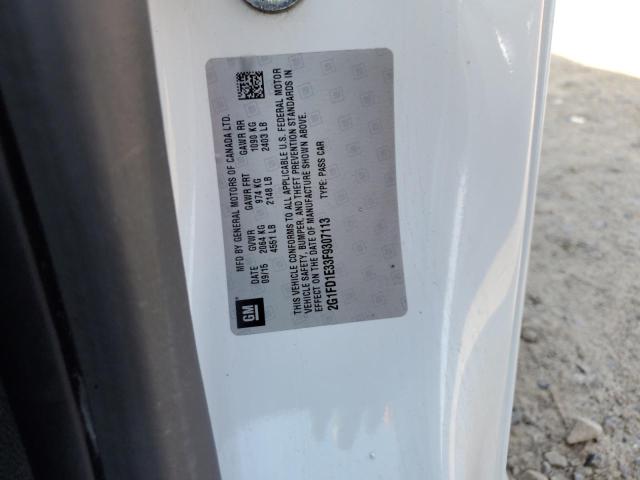 MFD BY GENERAL MOTORS OF CANADA LTD.
DATE GVWR GAWR FRT GAWR RR
09/15 2064 KG 974 KG 1090 KG
4551 LB 2148 LB 2403 LB
THIS VEHICLE CONFORMS TO ALL APPLICABLE U.S. FEDERAL MOTOR
VEHICLE SAFETY, BUMPER, AND THEFT PREVENTION STANDARDS IN
EFFECT ON THE DATE OF MANUFACTURE SHOWN ABOVE.
2G1FD1E33F9307113 TYPE: PASS CAR
GM